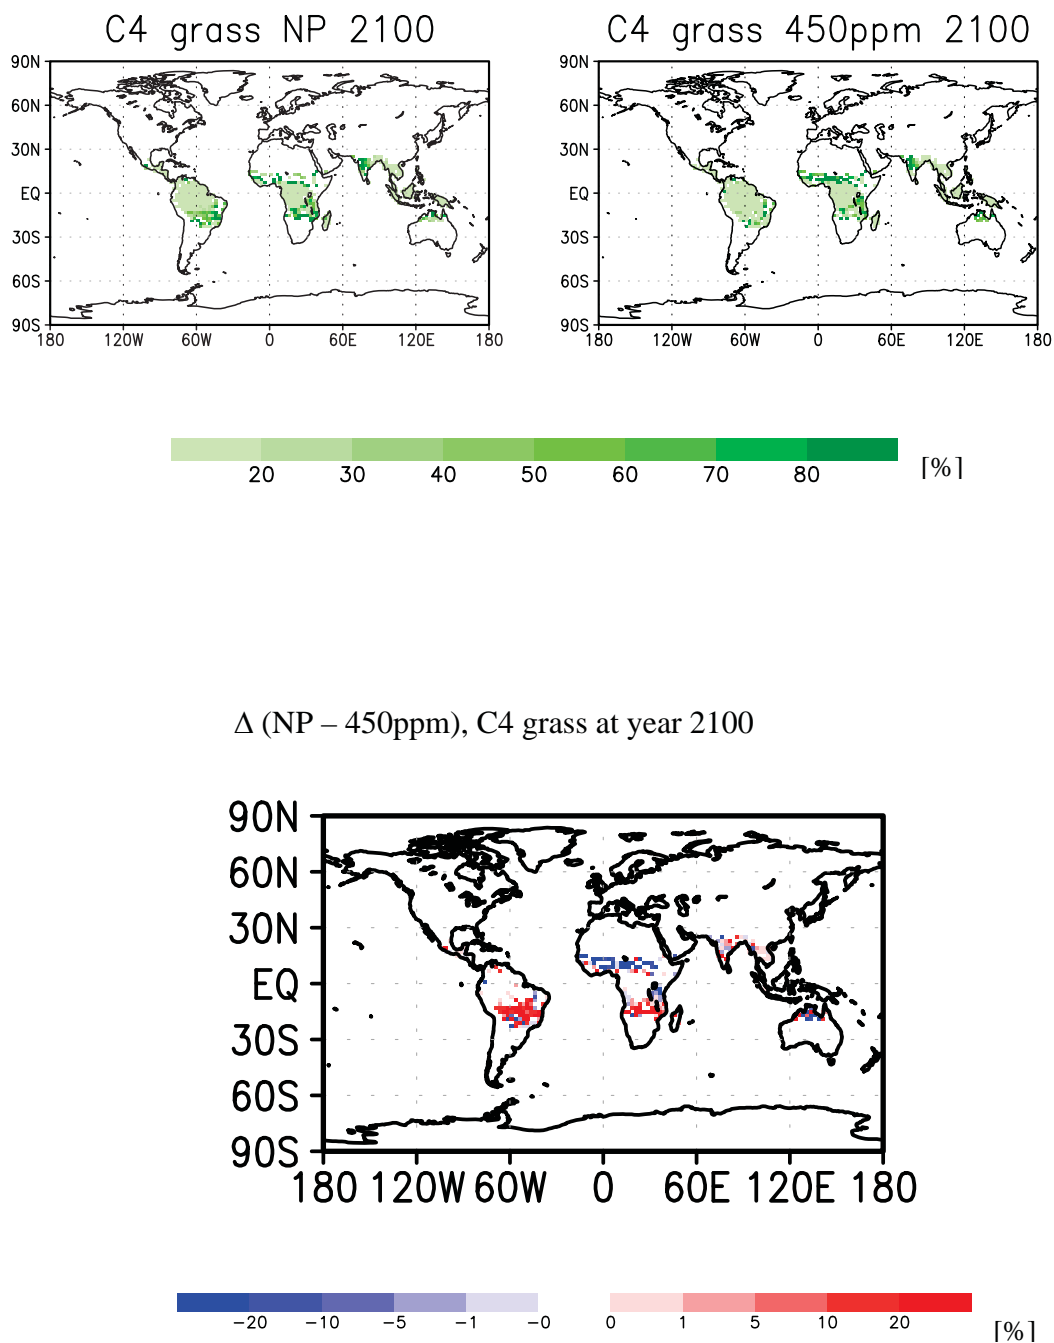 C4 grass NP 2100
C4 grass 450ppm 2100
90N
60N
30N
EQ
30S
60S
90S
180 120W 60W 0 60E 120E 180
90N
60N
30N
EQ
30S
60S
90S
180 120W 60W 0 60E 120E 180
20 30 40 50 60 70 80 [%]
Δ (NP – 450ppm), C4 grass at year 2100
90N
60N
30N
EQ
30S
60S
90S
180 120W 60W 0 60E 120E 180
−20 −10 −5 −1 −0 0 1 5 10 20 [%]